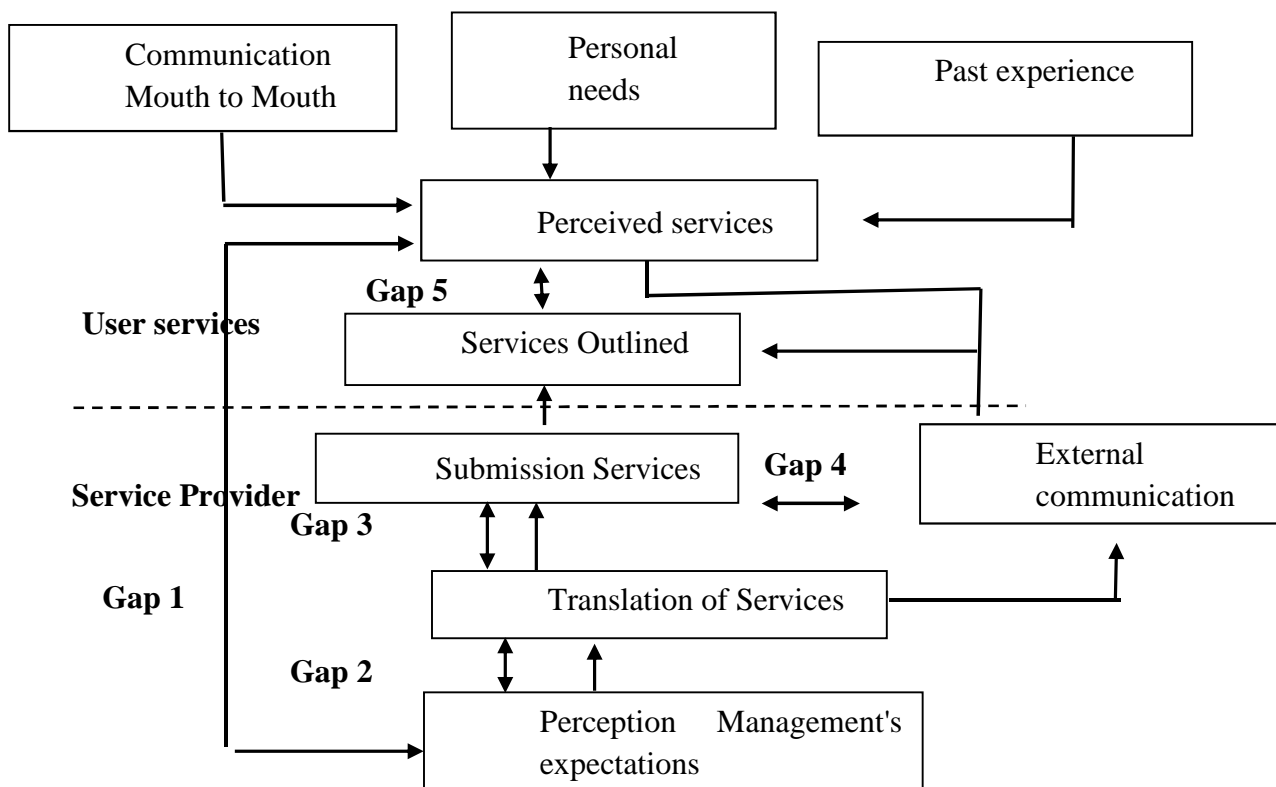 Communication
Mouth to Mouth
Personal
needs
Past experience
Perceived services
Gap 5
User services
Services Outlined
Submission Services
Gap 4
External
communication
Service Provider
Gap 3
Gap 1
Translation of Services
Gap 2
Perception Management's
expectations